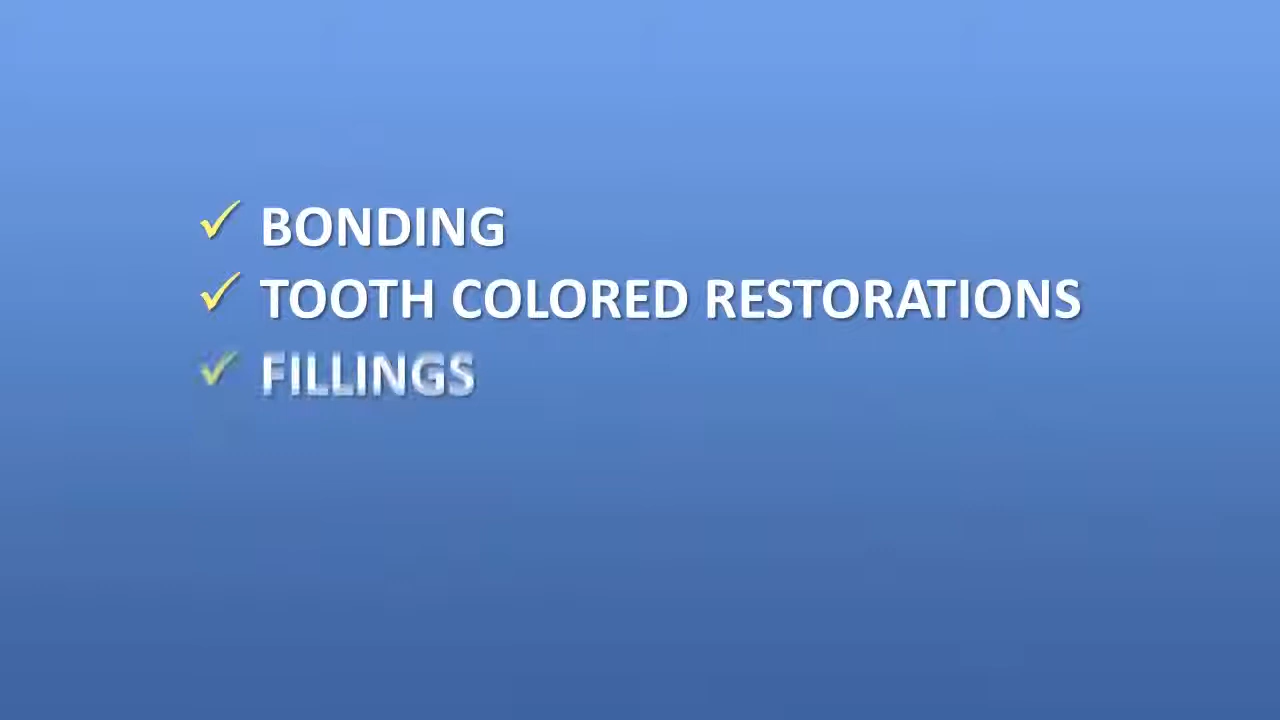 ✓ BONDING
✓ TOOTH COLORED RESTORATIONS
✓ FILLINGS